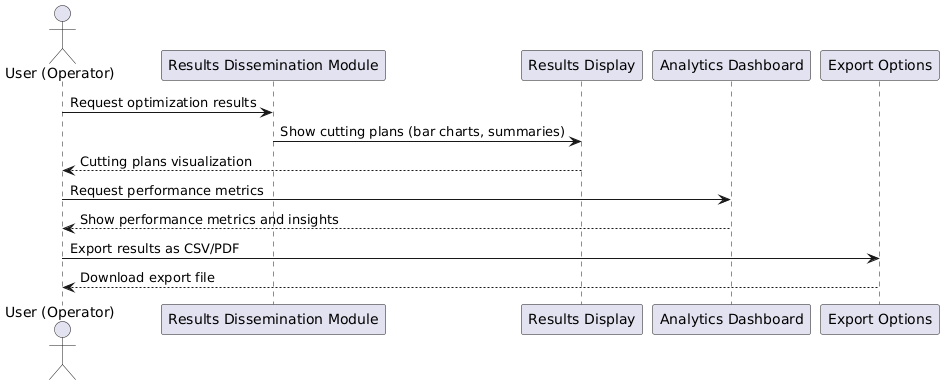 User (Operator)
Results Dissemination Module
Results Display
Analytics Dashboard
Export Options
Request optimization results
Show cutting plans (bar charts, summaries)
Cutting plans visualization
Request performance metrics
Show performance metrics and insights
Export results as CSV/PDF
Download export file
User (Operator)
Results Dissemination Module
Results Display
Analytics Dashboard
Export Options